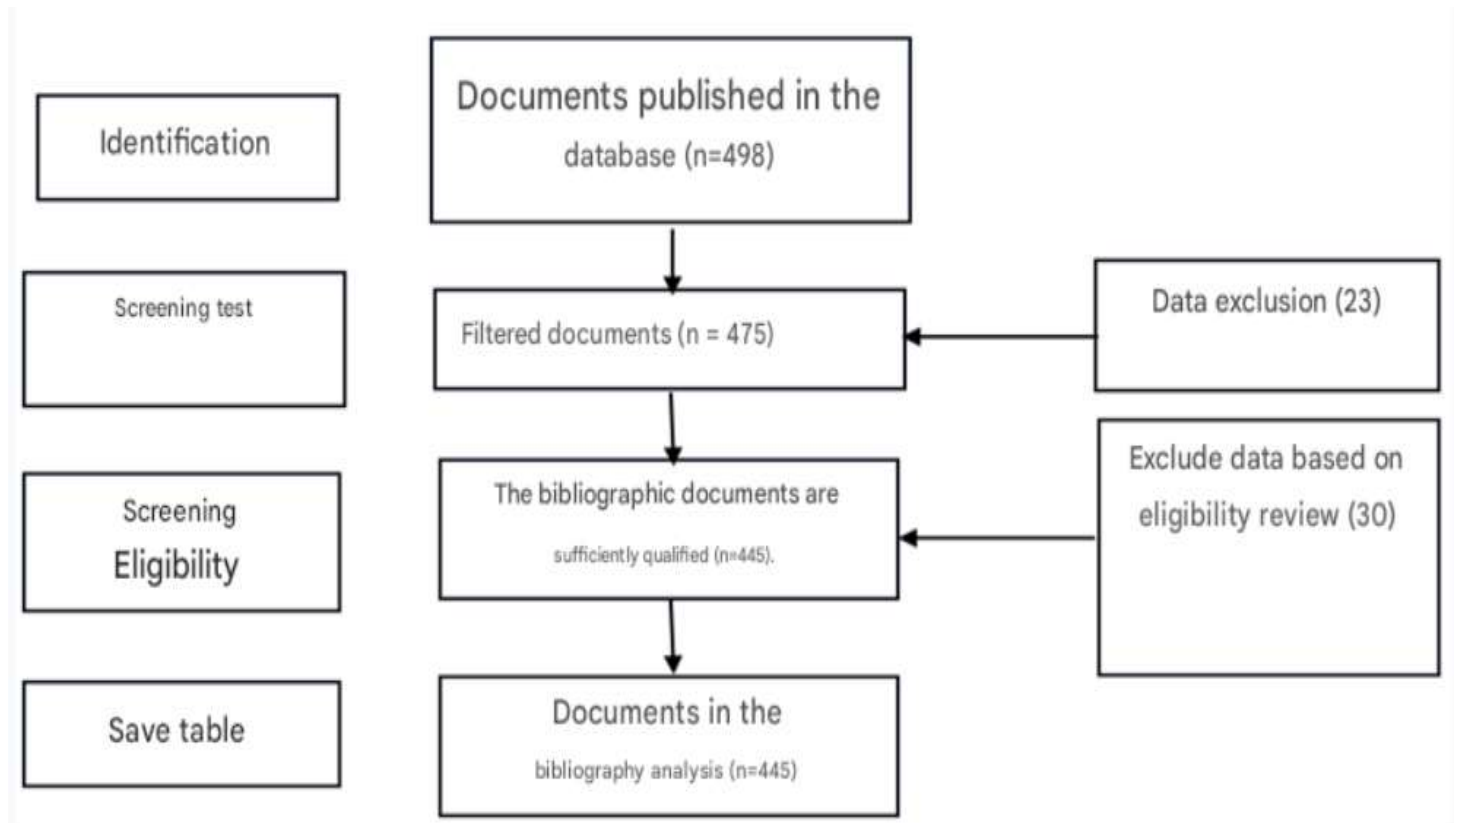 Identification
Documents published in the
database (n=498)
Screening test
Filtered documents (n = 475)
Data exclusion (23)
Screening
Eligibility
The bibliographic documents are
sufficiently qualified (n=445).
Exclude data based on
eligibility review (30)
Save table
Documents in the
bibliography analysis (n=445)